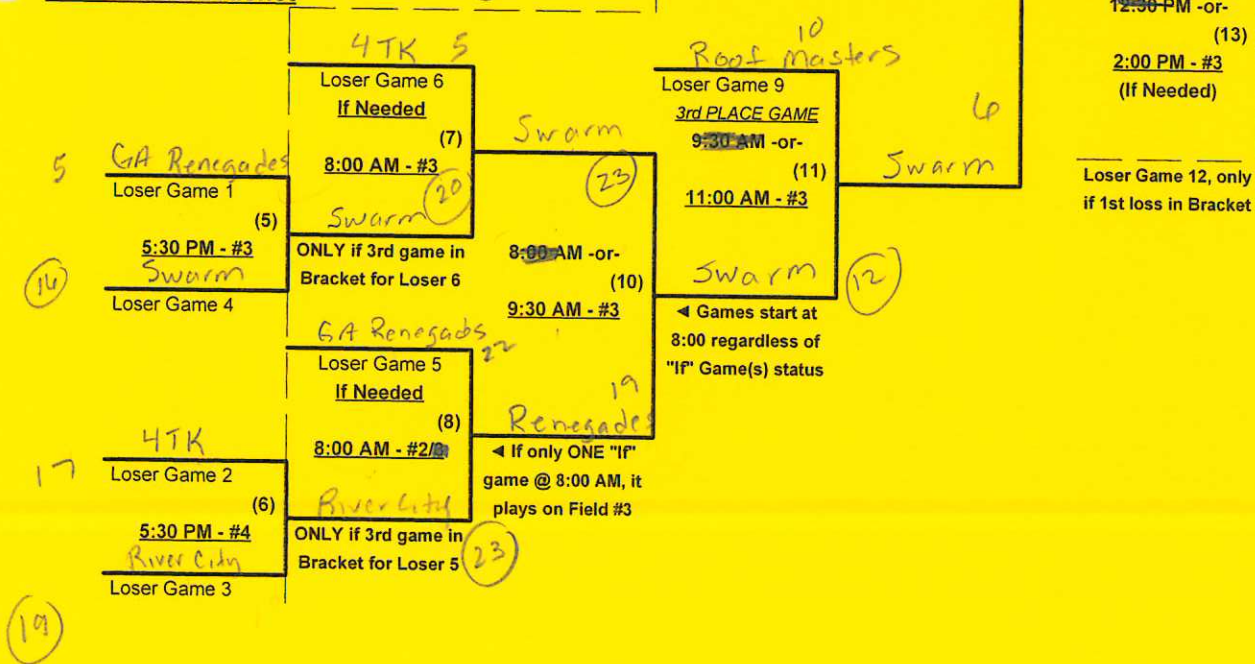 12:30 PM -or-
(13)
2:00 PM - #3
(If Needed)
Loser Game 12, only
if 1st loss in Bracket
4TK 5
Loser Game 6
If Needed
(7)
8:00 AM - #3
20
Swarm
ONLY if 3rd game in
Bracket for Loser 6
5 GA Renegades
Loser Game 1
(5)
5:30 PM - #3
16 Swarm
Loser Game 4
Swarm
23
8:00 AM -or-
(10)
9:30 AM - #3
10
Roof Masters
Loser Game 9
3rd PLACE GAME
9:30 AM -or-
(11)
11:00 AM - #3
Swarm 12
◄ Games start at
8:00 regardless of
"If" Game(s) status
6
Swarm
GA Renegads
22
Loser Game 5
If Needed
(8)
8:00 AM - #2/
River City
ONLY if 3rd game in
Bracket for Loser 5
23
19
Renegades
◄ If only ONE "If"
game @ 8:00 AM, it
plays on Field #3
17 4TK
Loser Game 2
(6)
5:30 PM - #4
River City
Loser Game 3
19